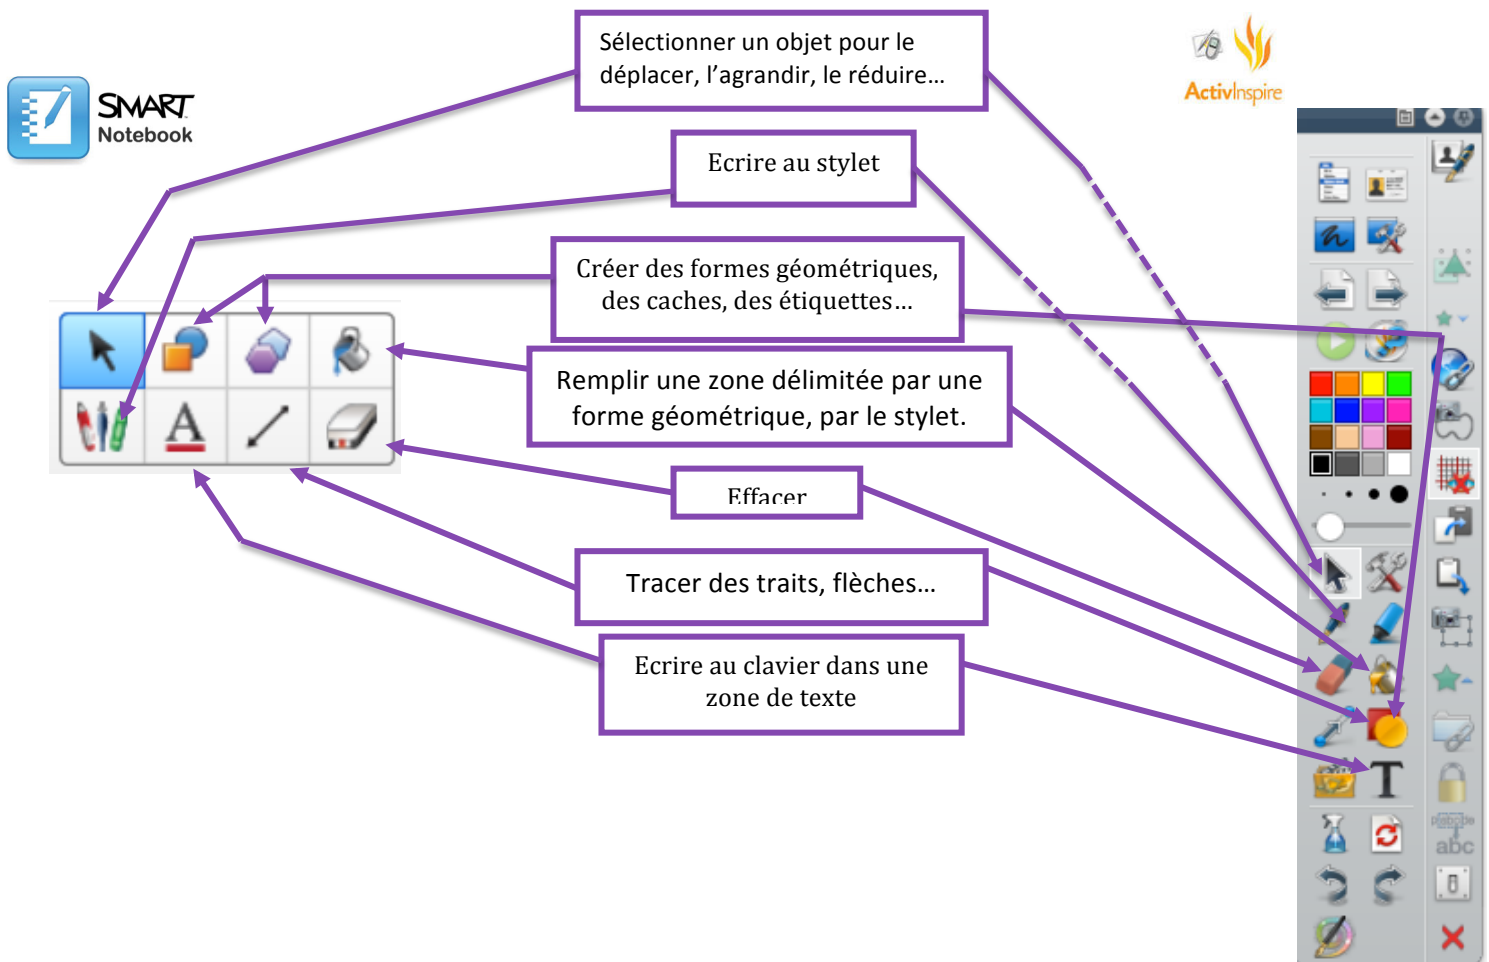 Sélectionner un objet pour le
déplacer, l’agrandir, le réduire…
SMART
Notebook
ActivInspire
Ecrire au stylet
Créer des formes géométriques,
des caches, des étiquettes…
Remplir une zone délimitée par une
forme géométrique, par le stylet.
A
Effacer
Tracer des traits, flèches…
Ecrire au clavier dans une
zone de texte
T
abc